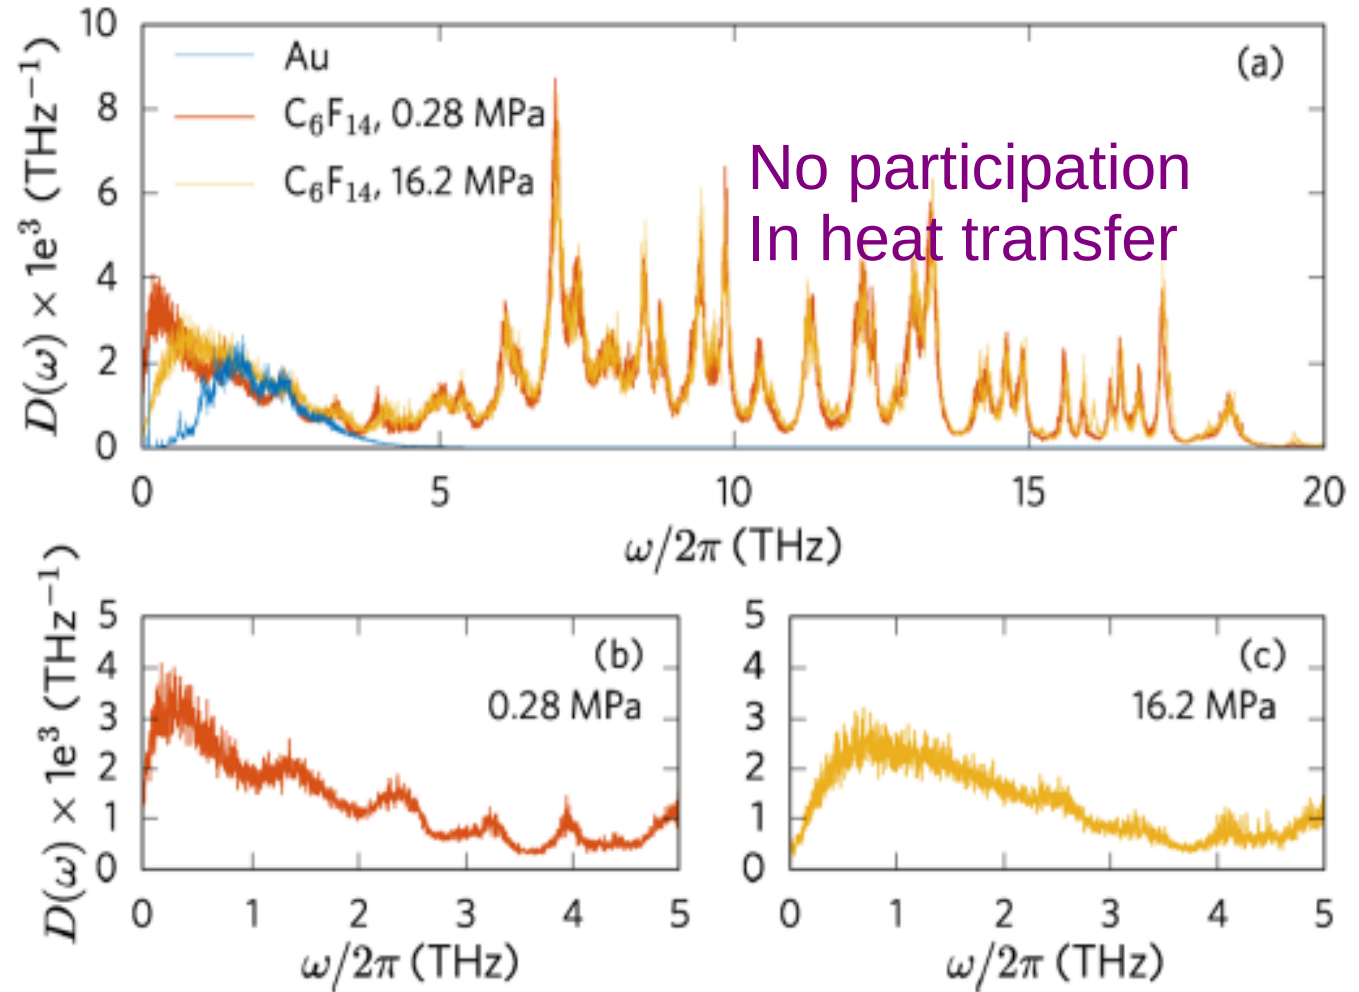 10
8
6
4
2
0
D(ω) × 1e³ (THz⁻¹)
Au
C₆F₁₄, 0.28 MPa
C₆F₁₄, 16.2 MPa
(a)
No participation
In heat transfer
0 5 10 15 20
ω/2π (THz)
5
4
3
2
1
0
D(ω) × 1e³ (THz⁻¹)
(b)
0.28 MPa
0 1 2 3 4 5
ω/2π (THz)
5
4
3
2
1
0
(c)
16.2 MPa
0 1 2 3 4 5
ω/2π (THz)